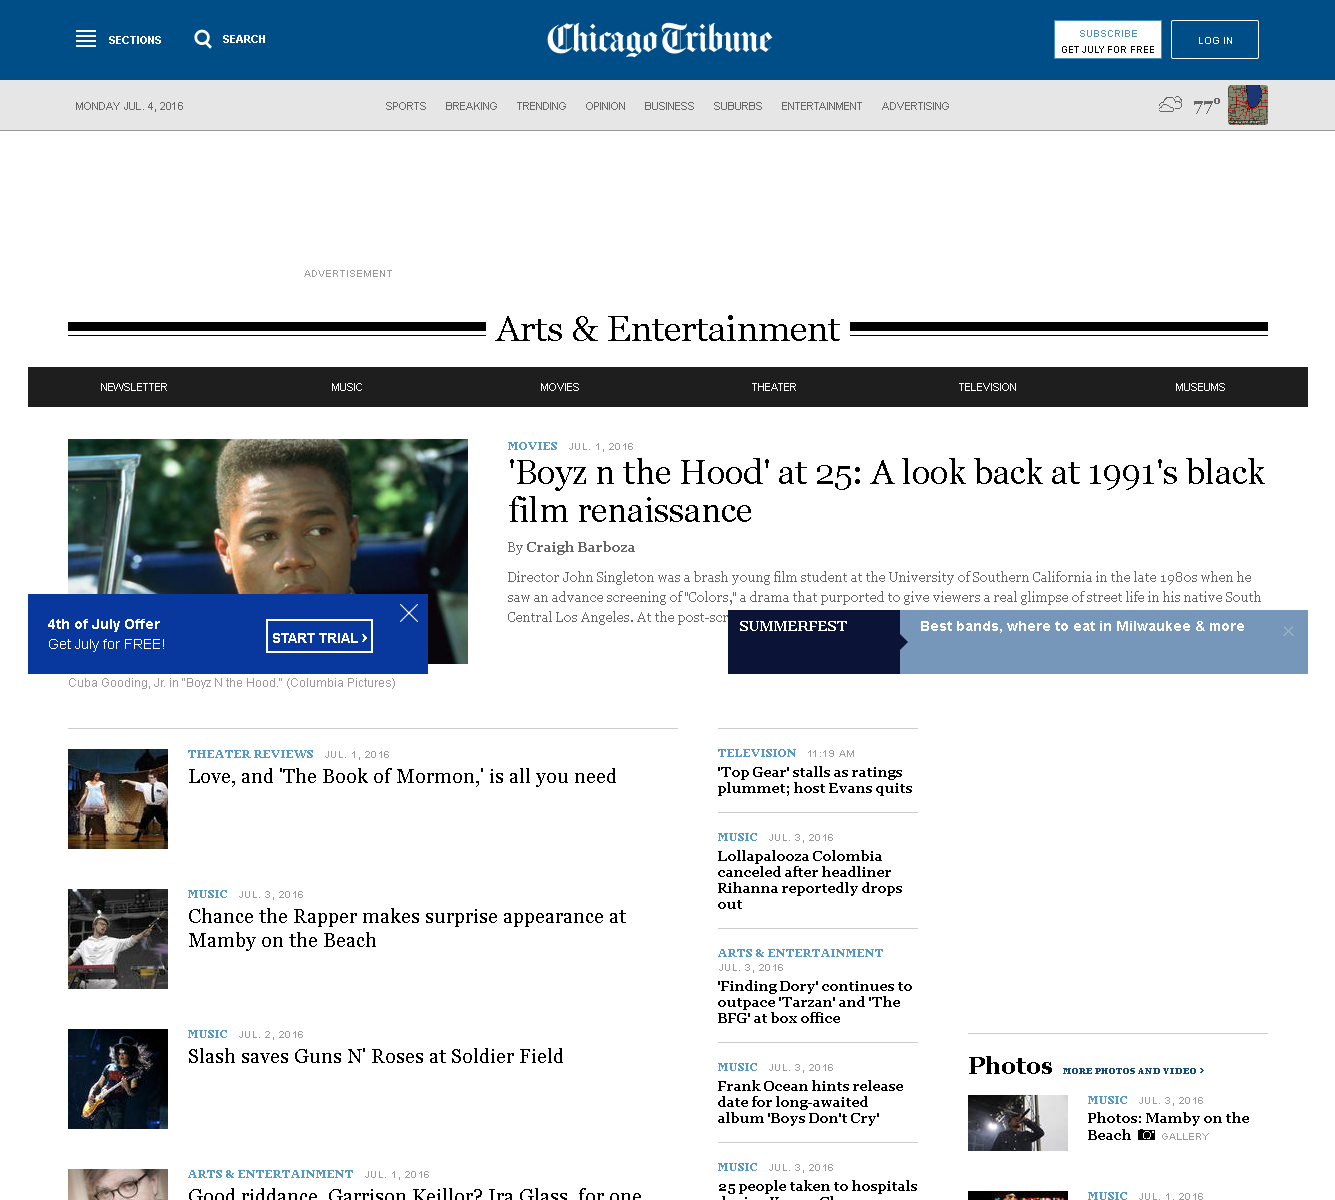 SECTIONS
SEARCH
Chicago Tribune
SUBSCRIBE
GET JULY FOR FREE
LOG IN
MONDAY JUL. 4, 2016
SPORTS BREAKING TRENDING OPINION BUSINESS SUBURBS ENTERTAINMENT ADVERTISING
77°
ADVERTISEMENT
Arts & Entertainment
NEWSLETTER MUSIC MOVIES THEATER TELEVISION MUSEUMS
MOVIES JUL. 1, 2016
'Boyz n the Hood' at 25: A look back at 1991's black
film renaissance
By Craigh Barboza
Director John Singleton was a brash young film student at the University of Southern California in the late 1980s when he
saw an advance screening of "Colors," a drama that purported to give viewers a real glimpse of street life in his native South
Central Los Angeles. At the post-scr
4th of July Offer
Get July for FREE!
START TRIAL ›
SUMMERFEST
Best bands, where to eat in Milwaukee & more
Cuba Gooding, Jr. in "Boyz N the Hood." (Columbia Pictures)
THEATER REVIEWS JUL. 1, 2016
Love, and 'The Book of Mormon,' is all you need
MUSIC JUL. 3, 2016
Chance the Rapper makes surprise appearance at
Mamby on the Beach
MUSIC JUL. 2, 2016
Slash saves Guns N' Roses at Soldier Field
ARTS & ENTERTAINMENT JUL. 1, 2016
Good riddance, Garrison Keillor? Ira Glass, for one,
TELEVISION 11:19 AM
'Top Gear' stalls as ratings
plummet; host Evans quits
MUSIC JUL. 3, 2016
Lollapalooza Colombia
canceled after headliner
Rihanna reportedly drops
out
ARTS & ENTERTAINMENT
JUL. 3, 2016
'Finding Dory' continues to
outpace 'Tarzan' and 'The
BFG' at box office
MUSIC JUL. 3, 2016
Frank Ocean hints release
date for long-awaited
album 'Boys Don't Cry'
MUSIC JUL. 3, 2016
25 people taken to hospitals
Photos MORE PHOTOS AND VIDEO ›
MUSIC JUL. 3, 2016
Photos: Mamby on the
Beach GALLERY
MUSIC JUL. 1, 2016